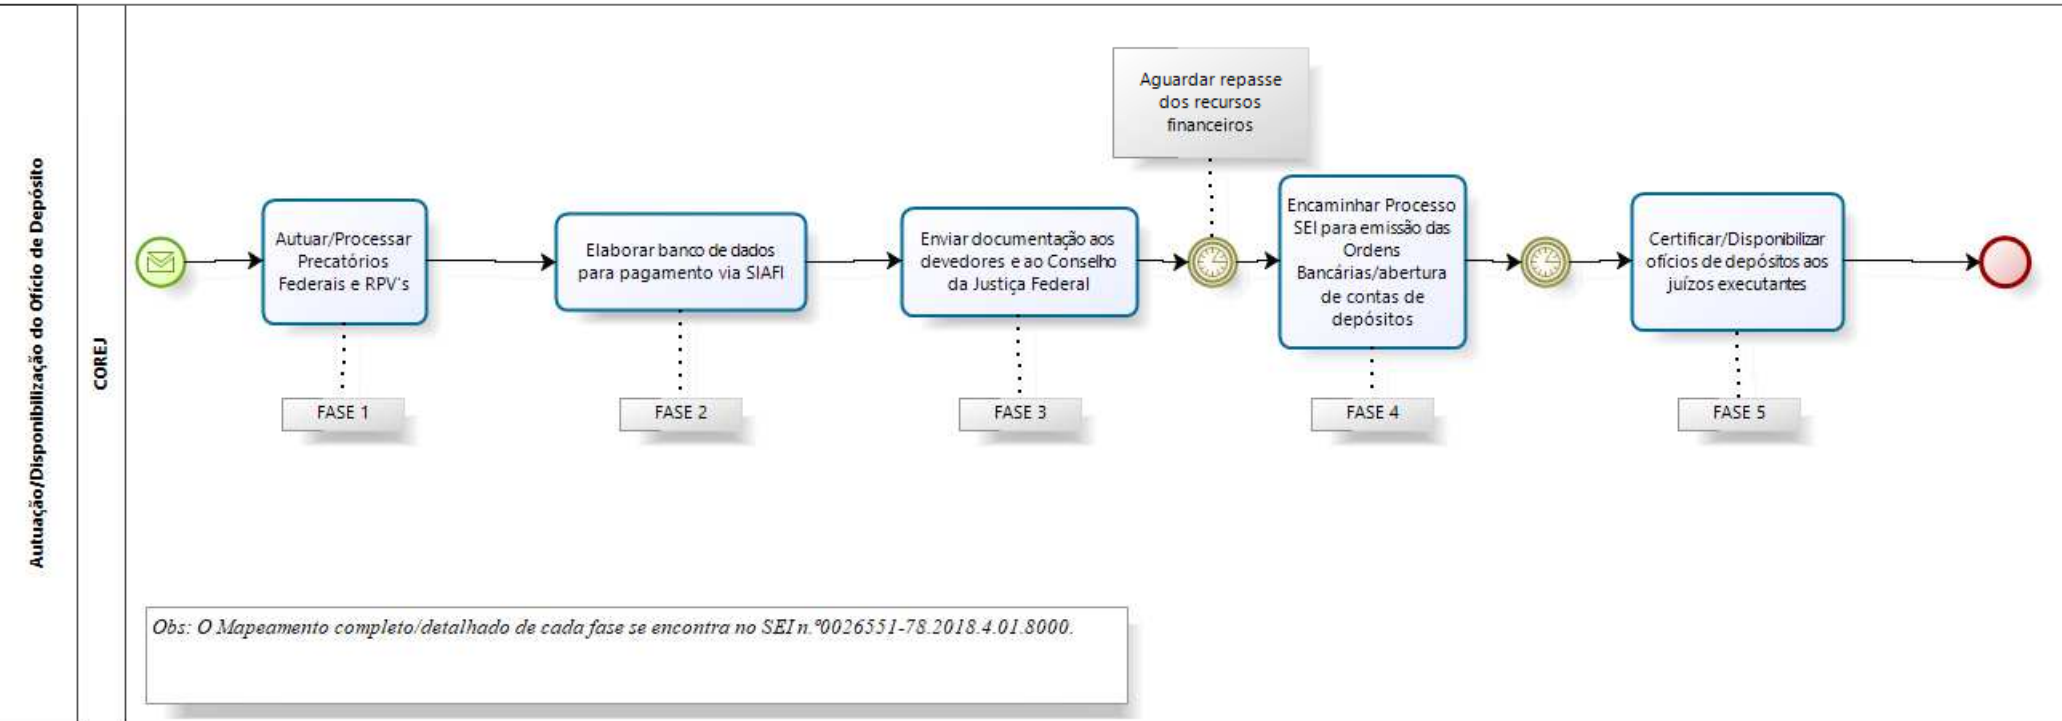 Autuação/Disponibilização do Ofício de Depósito
COREJ
Autuar/Processar
Precatórios
Federais e RPV's
FASE 1
Elaborar banco de dados
para pagamento via SIAFI
FASE 2
Enviar documentação aos
devedores e ao Conselho
da Justiça Federal
FASE 3
Aguardar repasse
dos recursos
financeiros
Encaminhar Processo
SEI para emissão das
Ordens
Bancárias/abertura
de contas de
depósitos
FASE 4
Certificar/Disponibilizar
ofícios de depósitos aos
juízos executantes
FASE 5
Obs: O Mapeamento completo/detalhado de cada fase se encontra no SEI n.º0026551-78.2018.4.01.8000.